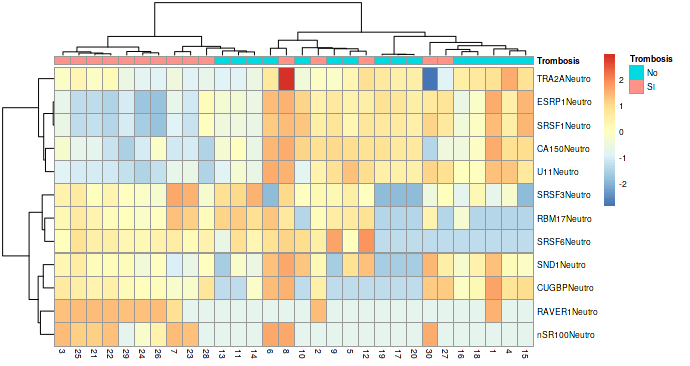 Trombosis
TRA2ANeutro
ESRP1Neutro
SRSF1Neutro
CA150Neutro
U11Neutro
SRSF3Neutro
RBM17Neutro
SRSF6Neutro
SND1Neutro
CUGBPNeutro
RAVER1Neutro
nSR100Neutro
3 25 21 22 29 24 26 7 23 28 13 11 14 6 8 10 2 9 5 12 19 17 20 30 27 16 18 1 4 15
2
1
0
-1
-2
Trombosis
No
SI